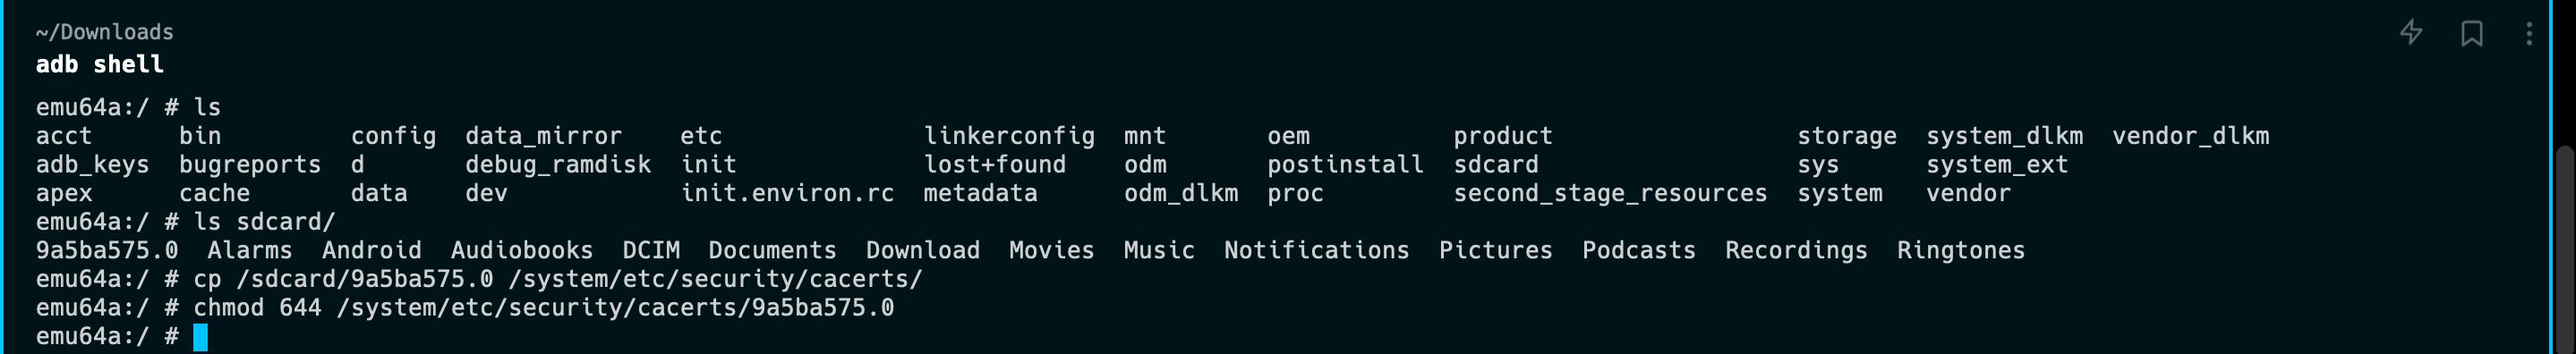 ~/Downloads
adb shell
emu64a:/ # ls
acct      bin         config  data_mirror    etc              linkerconfig  mnt       oem          product                 storage  system_dlkm  vendor_dlkm
adb_keys  bugreports  d       debug_ramdisk  init             lost+found    odm       postinstall  sdcard                  sys      system_ext
apex      cache       data    dev            init.environ.rc  metadata      odm_dlkm  proc         second_stage_resources  system   vendor
emu64a:/ # ls sdcard/
9a5ba575.0  Alarms  Android  Audiobooks  DCIM  Documents  Download  Movies  Music  Notifications  Pictures  Podcasts  Recordings  Ringtones
emu64a:/ # cp /sdcard/9a5ba575.0 /system/etc/security/cacerts/
emu64a:/ # chmod 644 /system/etc/security/cacerts/9a5ba575.0
emu64a:/ #